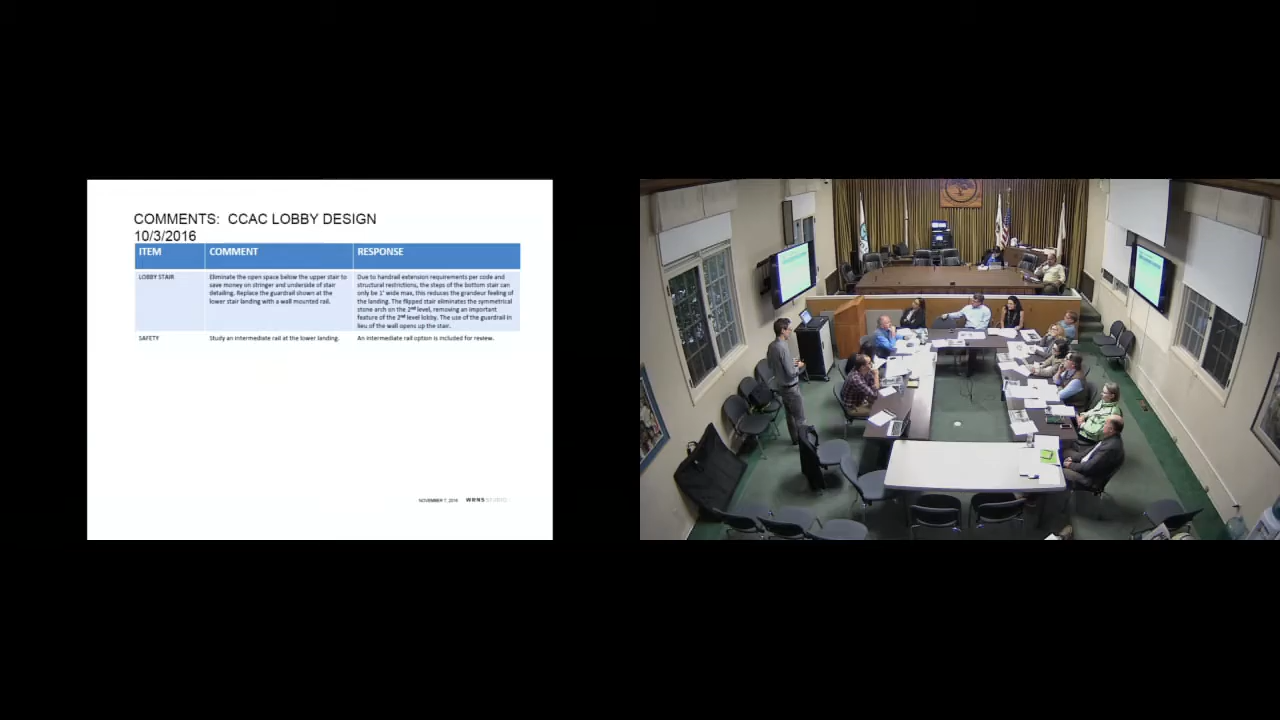 COMMENTS: CCAC LOBBY DESIGN
10/3/2016
ITEM COMMENT RESPONSE
LOBBY STAIR
Eliminate the open space below the upper stair to
save money on stringer and underside of stair
detailing. Replace the guardrail shown at the
lower stair landing with a wall mounted rail.
Due to handrail extension requirements per code and
structural restrictions, the steps of the bottom stair can
only be 1' wide max, this reduces the grandeur feeling of
the landing. The flipped stair eliminates the symmetrical
stone arch on the 2nd level, removing an important
feature of the 2nd level lobby. The use of the guardrail in
lieu of the wall opens up the stair.
SAFETY
Study an intermediate rail at the lower landing.
An intermediate rail option is included for review.
NOVEMBER 7, 2016 WRNS STUDIO